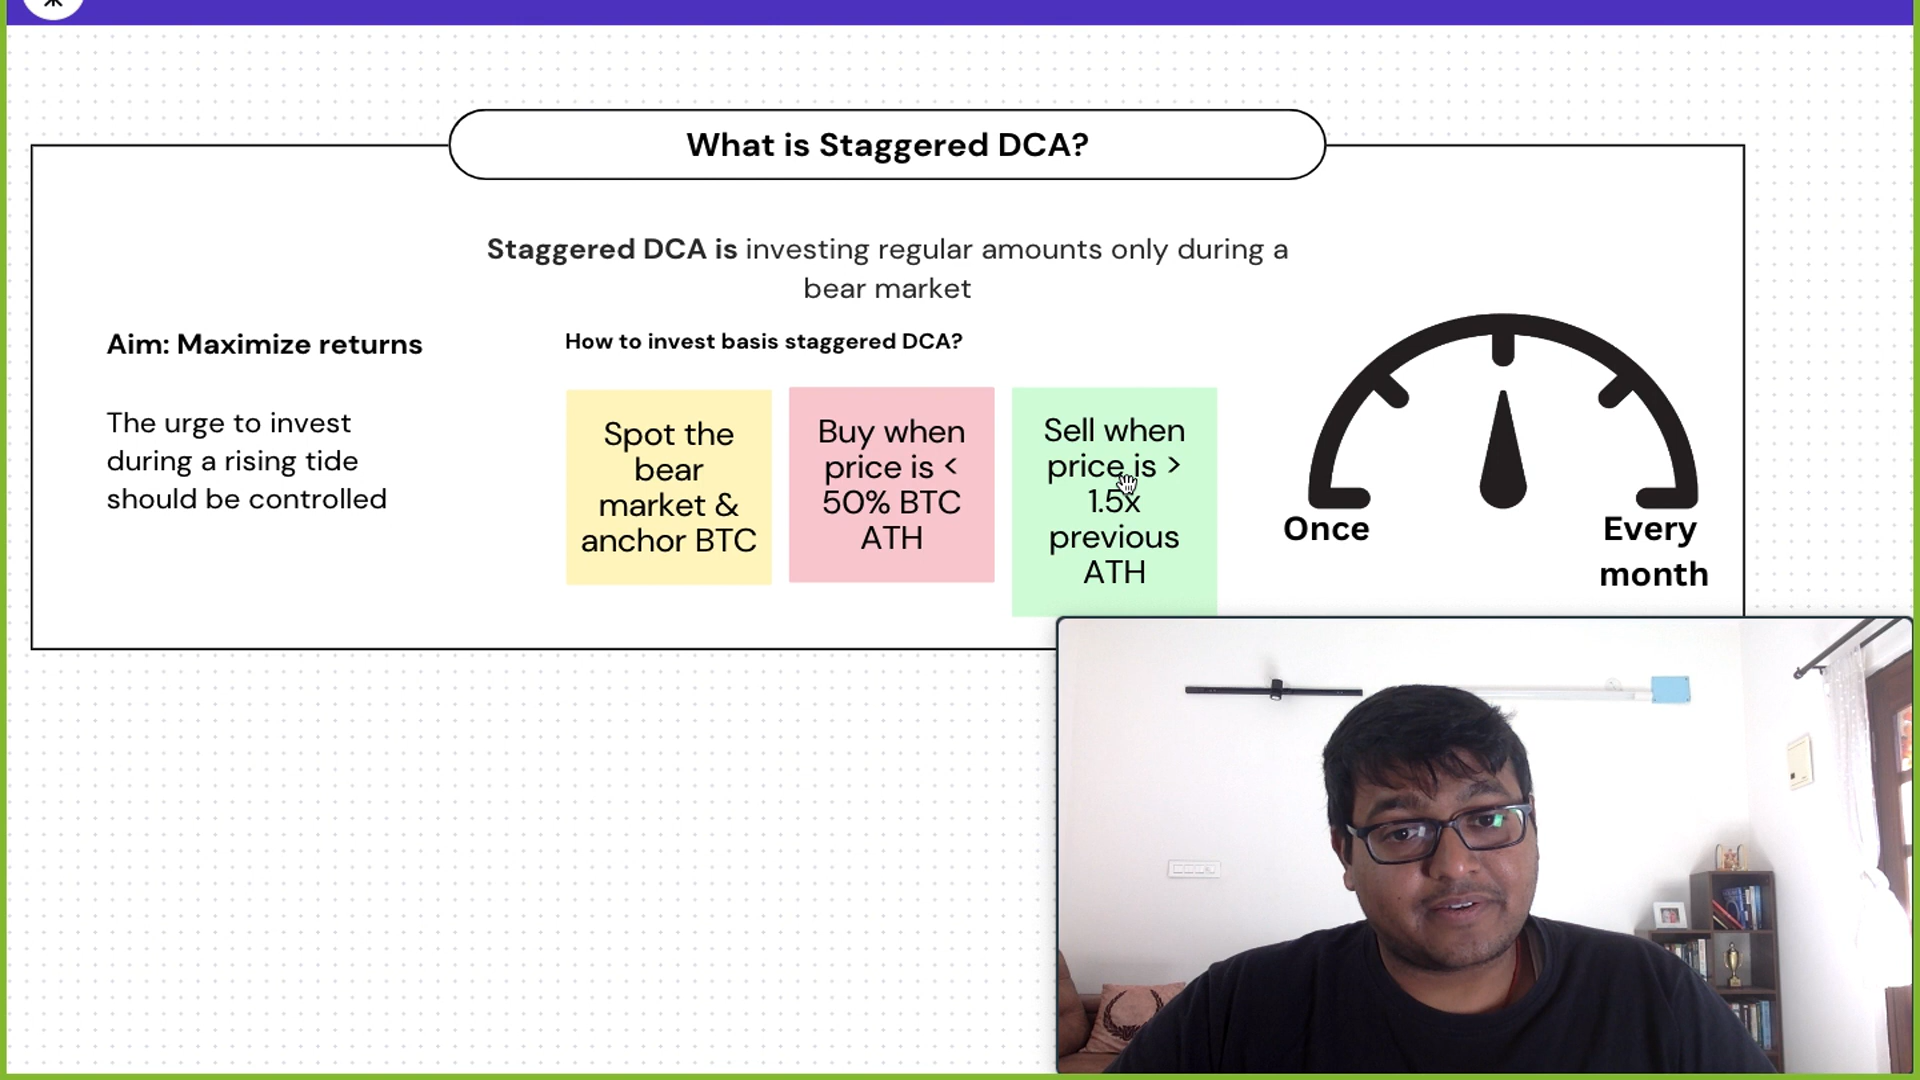 What is Staggered DCA?
Staggered DCA is investing regular amounts only during a
bear market
Aim: Maximize returns
The urge to invest
during a rising tide
should be controlled
How to invest basis staggered DCA?
Spot the
bear
market &
anchor BTC
Buy when
price is <
50% BTC
ATH
Sell when
price is >
1.5x
previous
ATH
Once
Every
month